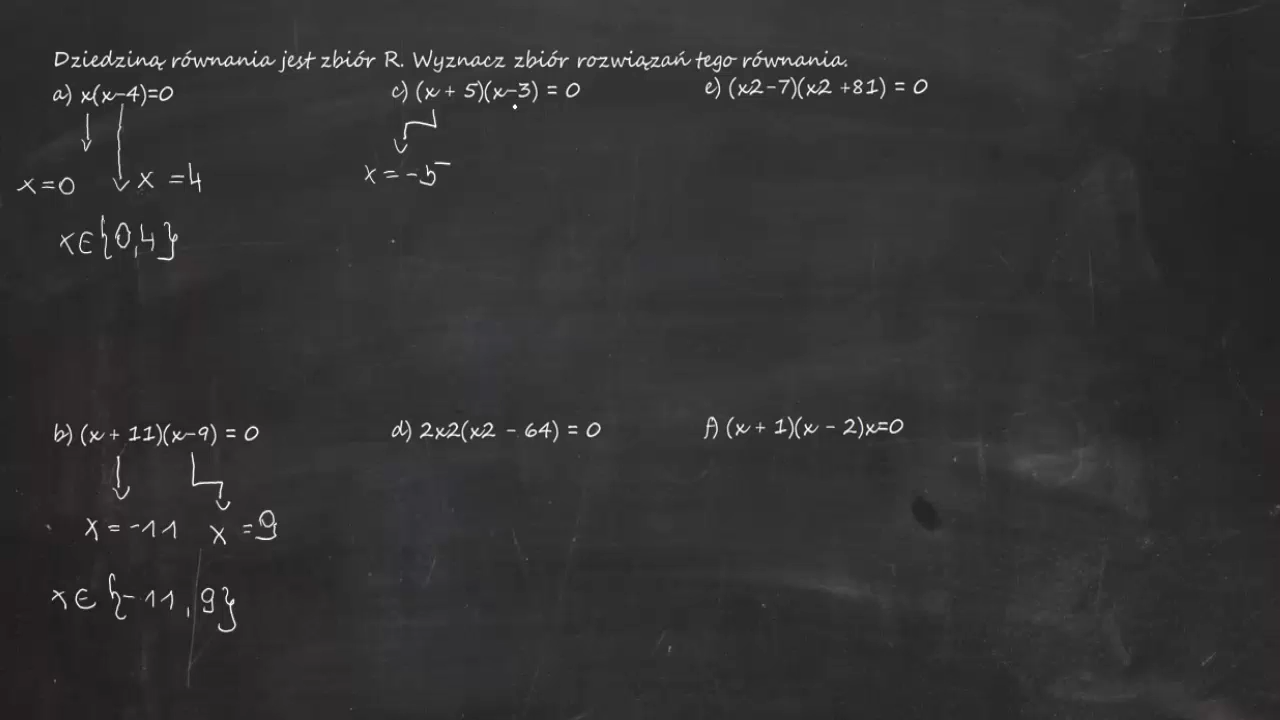 Dziedziną równania jest zbiór R. Wyznacz zbiór rozwiązań tego równania.
a) x(x-4)=0
x=0 x =4
x∈{0,4}
b) (x + 11)(x-9) = 0
x = -11 x = 9
x∈ {-11, 9}
c) (x + 5)(x-3) = 0
x = -5
d) 2x2(x2 - 64) = 0
e) (x2-7)(x2 +81) = 0
f) (x + 1)(x - 2)x=0